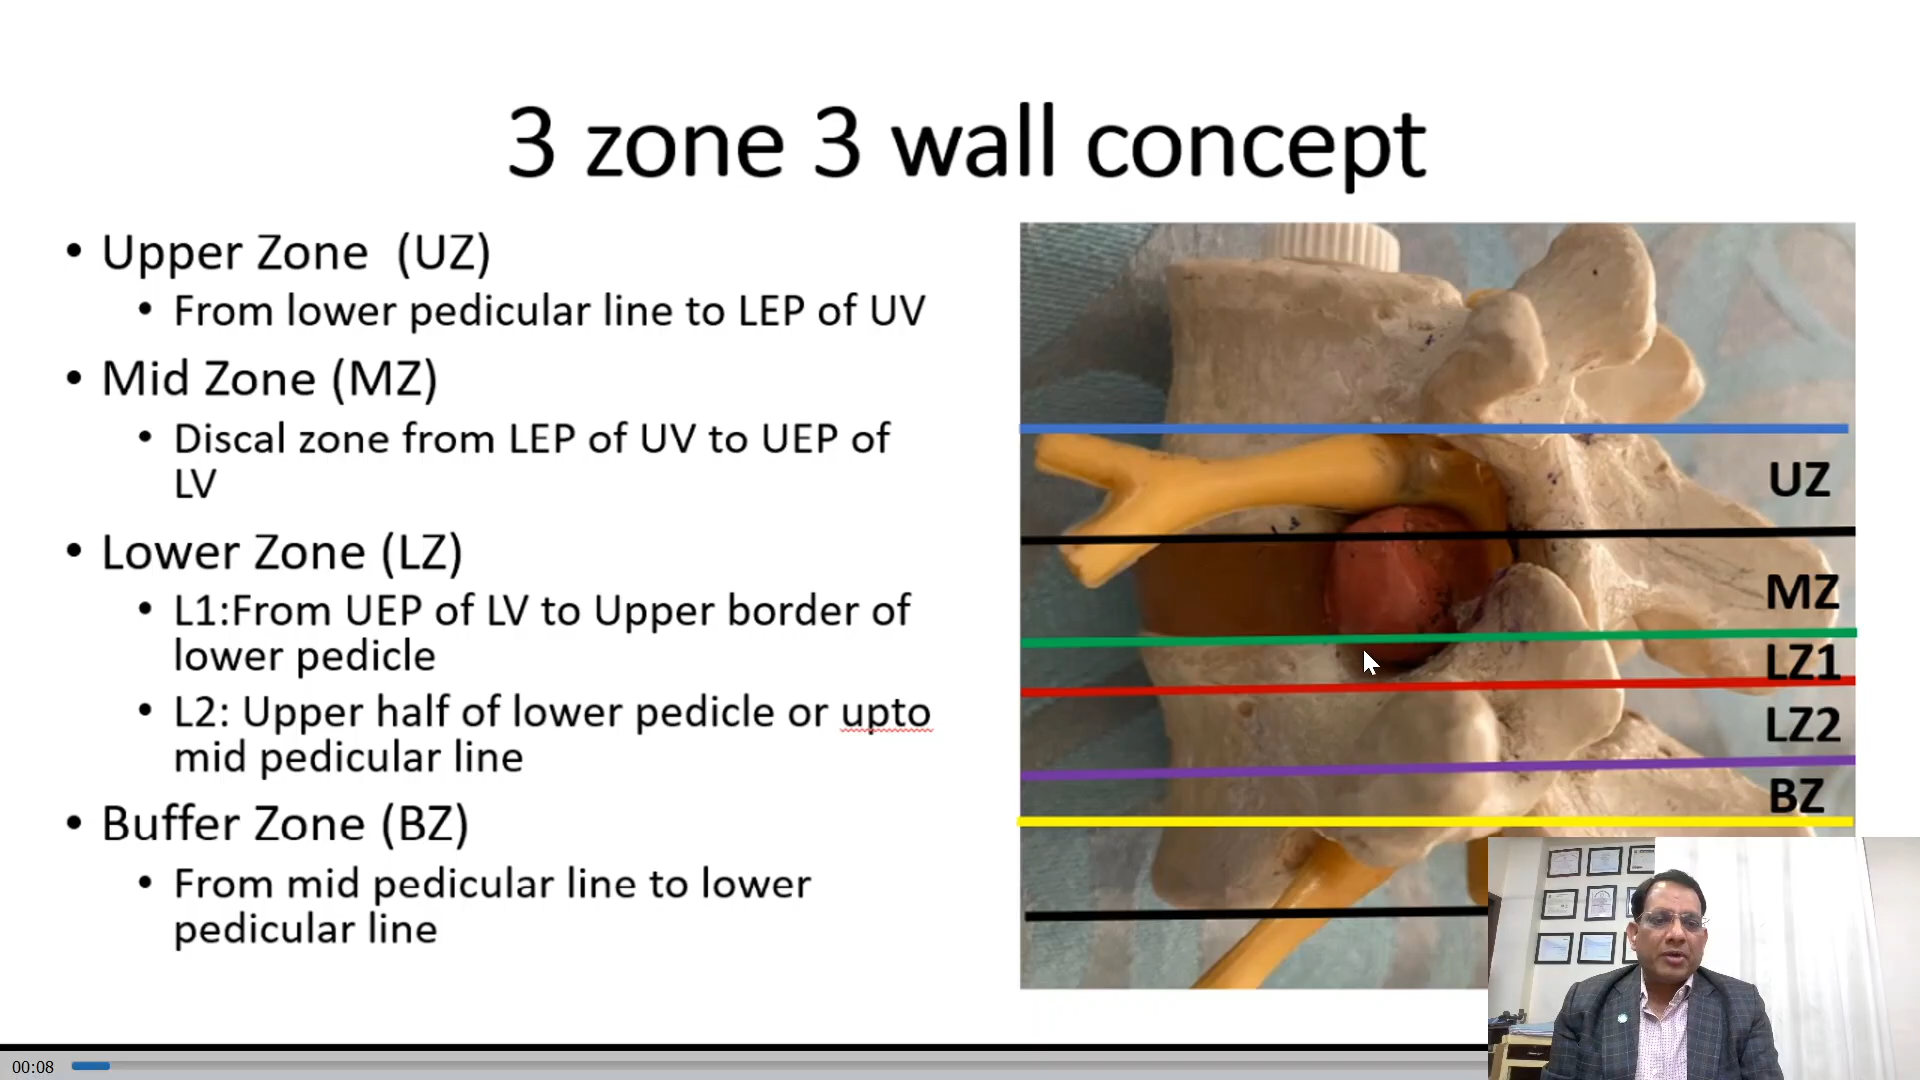 3 zone 3 wall concept
• Upper Zone (UZ)
• From lower pedicular line to LEP of UV
• Mid Zone (MZ)
• Discal zone from LEP of UV to UEP of
LV
• Lower Zone (LZ)
• L1:From UEP of LV to Upper border of
lower pedicle
• L2: Upper half of lower pedicle or upto
mid pedicular line
• Buffer Zone (BZ)
• From mid pedicular line to lower
pedicular line
UZ
MZ
LZ1
LZ2
BZ
00:08